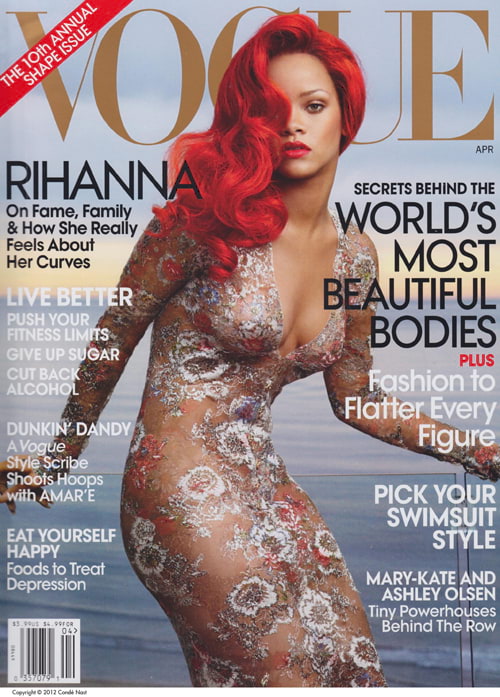 THE 10th ANNUAL
SHAPE ISSUE
VOGUE
APR
RIHANNA
On Fame, Family
& How She Really
Feels About
Her Curves
LIVE BETTER
PUSH YOUR
FITNESS LIMITS
GIVE UP SUGAR
CUT BACK
ALCOHOL
DUNKIN' DANDY
A Vogue
Style Scribe
Shoots Hoops
with AMAR'E
EAT YOURSELF
HAPPY
Foods to Treat
Depression
SECRETS BEHIND THE
WORLD'S
MOST
BEAUTIFUL
BODIES
PLUS
Fashion to
Flatter Every
Figure
PICK YOUR
SWIMSUIT
STYLE
MARY-KATE AND
ASHLEY OLSEN
Tiny Powerhouses
Behind The Row
$3.99US $4.99FOR
04>
0 357079 1
Copyright © 2012 Condé Nast